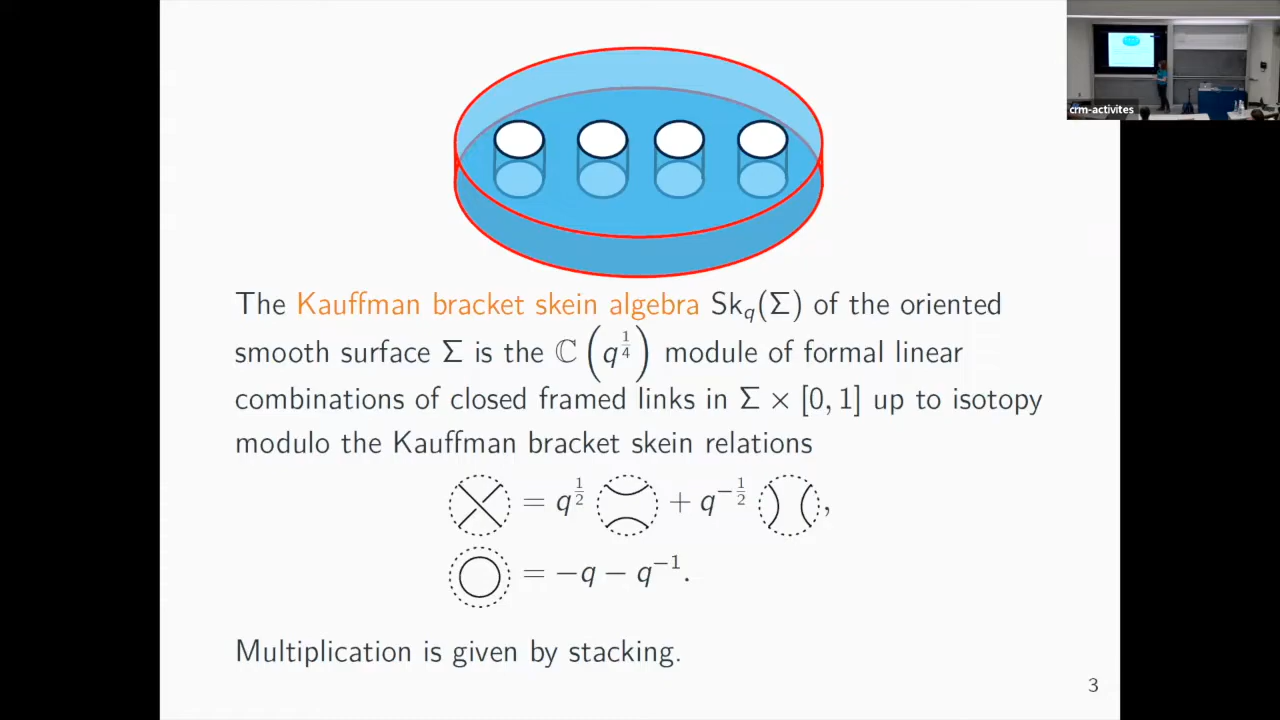 crm-activites
The Kauffman bracket skein algebra Sk_q(Σ) of the oriented
smooth surface Σ is the ℂ(q^{1/4}) module of formal linear
combinations of closed framed links in Σ × [0, 1] up to isotopy
modulo the Kauffman bracket skein relations
= q^{1/2} + q^{-1/2} ,
= −q − q^{−1}.
Multiplication is given by stacking.
3